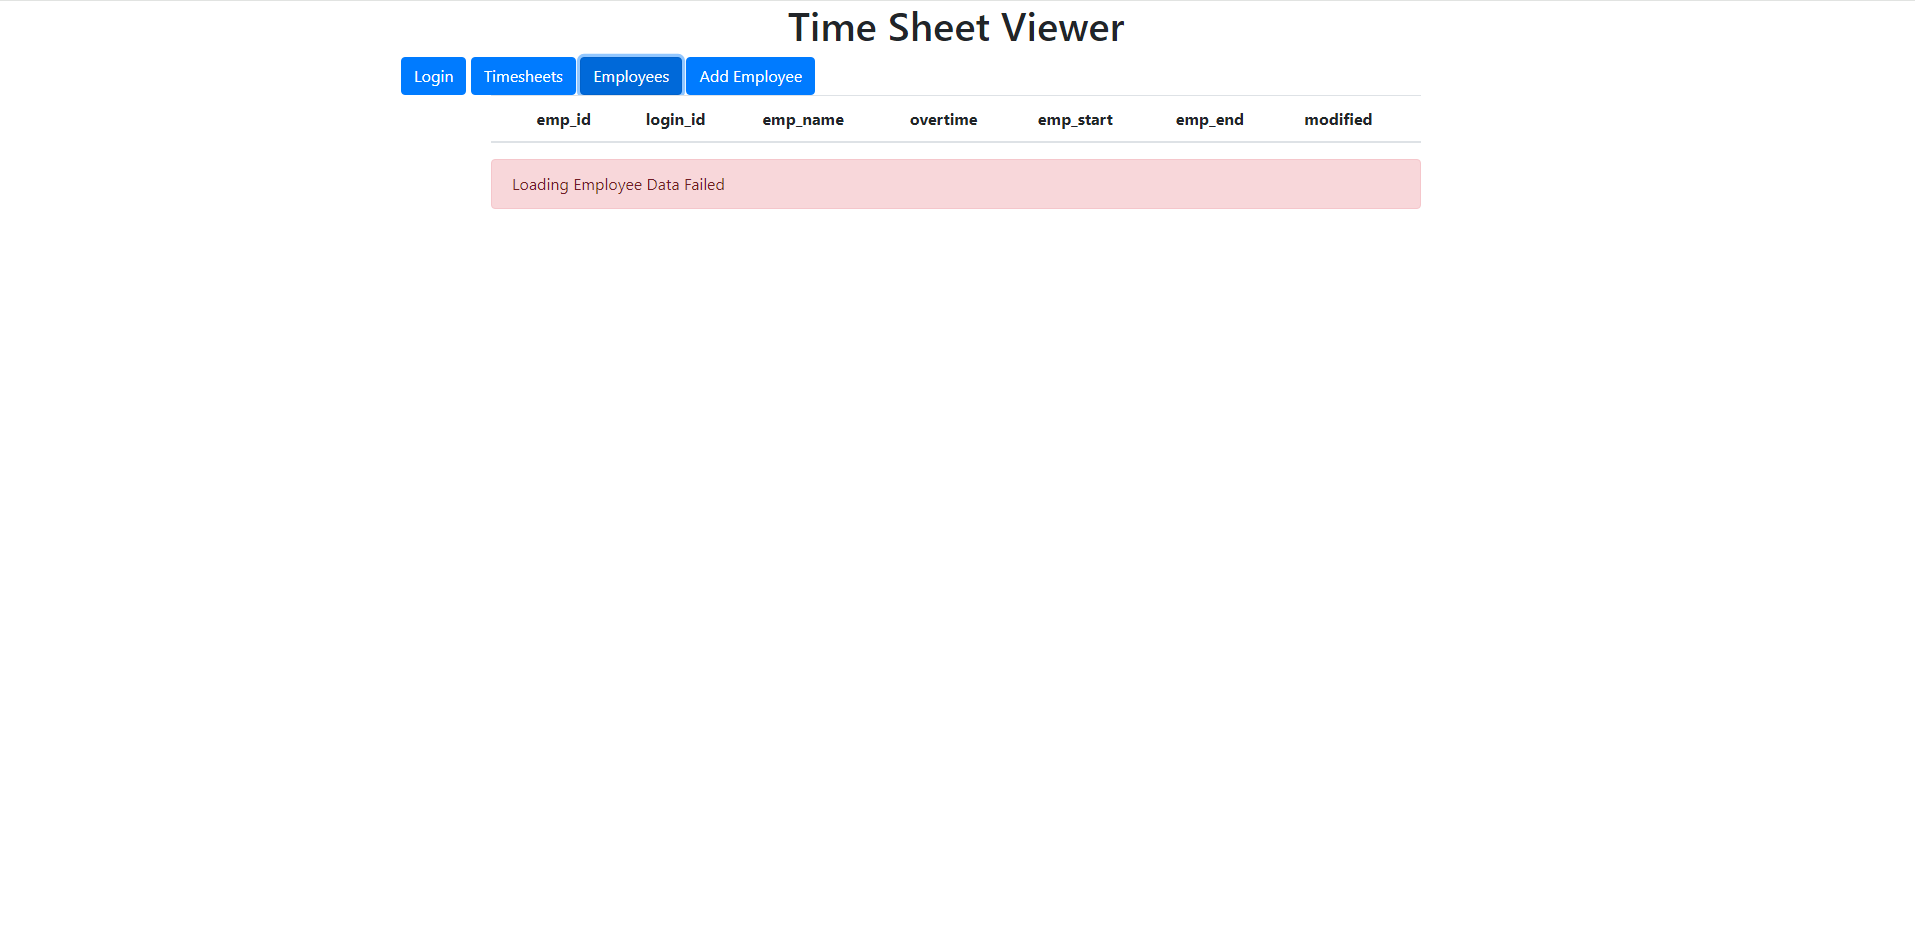 Time Sheet Viewer
Login Timesheets Employees Add Employee
emp_id login_id emp_name overtime emp_start emp_end modified
Loading Employee Data Failed